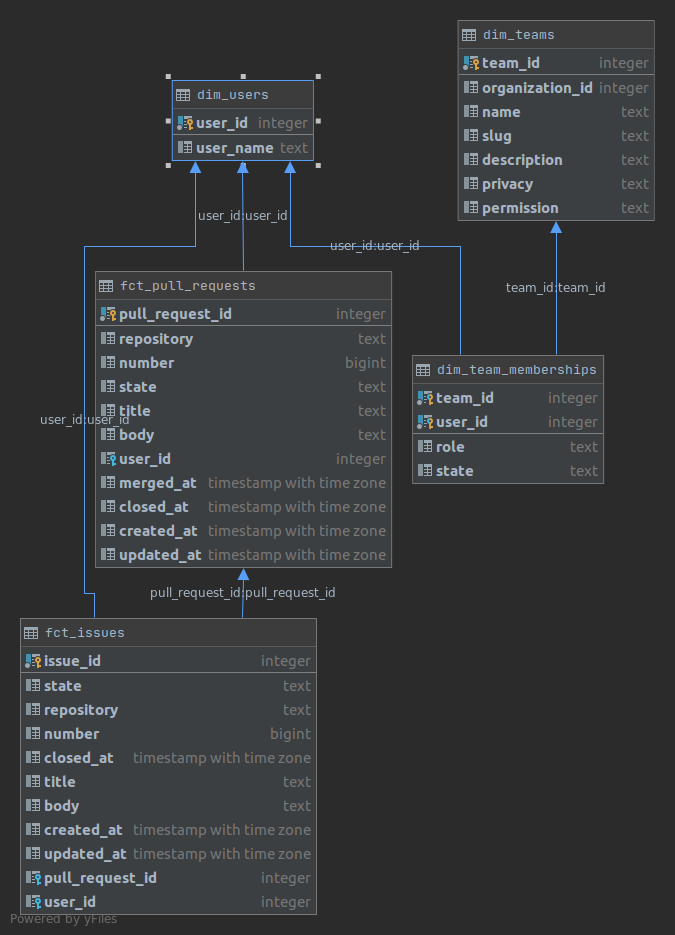 dim_teams
team_id integer
organization_id integer
name text
slug text
description text
privacy text
permission text
dim_users
user_id integer
user_name text
user_id:user_id
user_id:user_id
team_id:team_id
fct_pull_requests
pull_request_id integer
repository text
number bigint
state text
title text
body text
user_id integer
merged_at timestamp with time zone
closed_at timestamp with time zone
created_at timestamp with time zone
updated_at timestamp with time zone
dim_team_memberships
team_id integer
user_id integer
role text
state text
user_id:user_id
pull_request_id:pull_request_id
fct_issues
issue_id integer
state text
repository text
number bigint
closed_at timestamp with time zone
title text
body text
created_at timestamp with time zone
updated_at timestamp with time zone
pull_request_id integer
user_id integer
Powered by yFiles